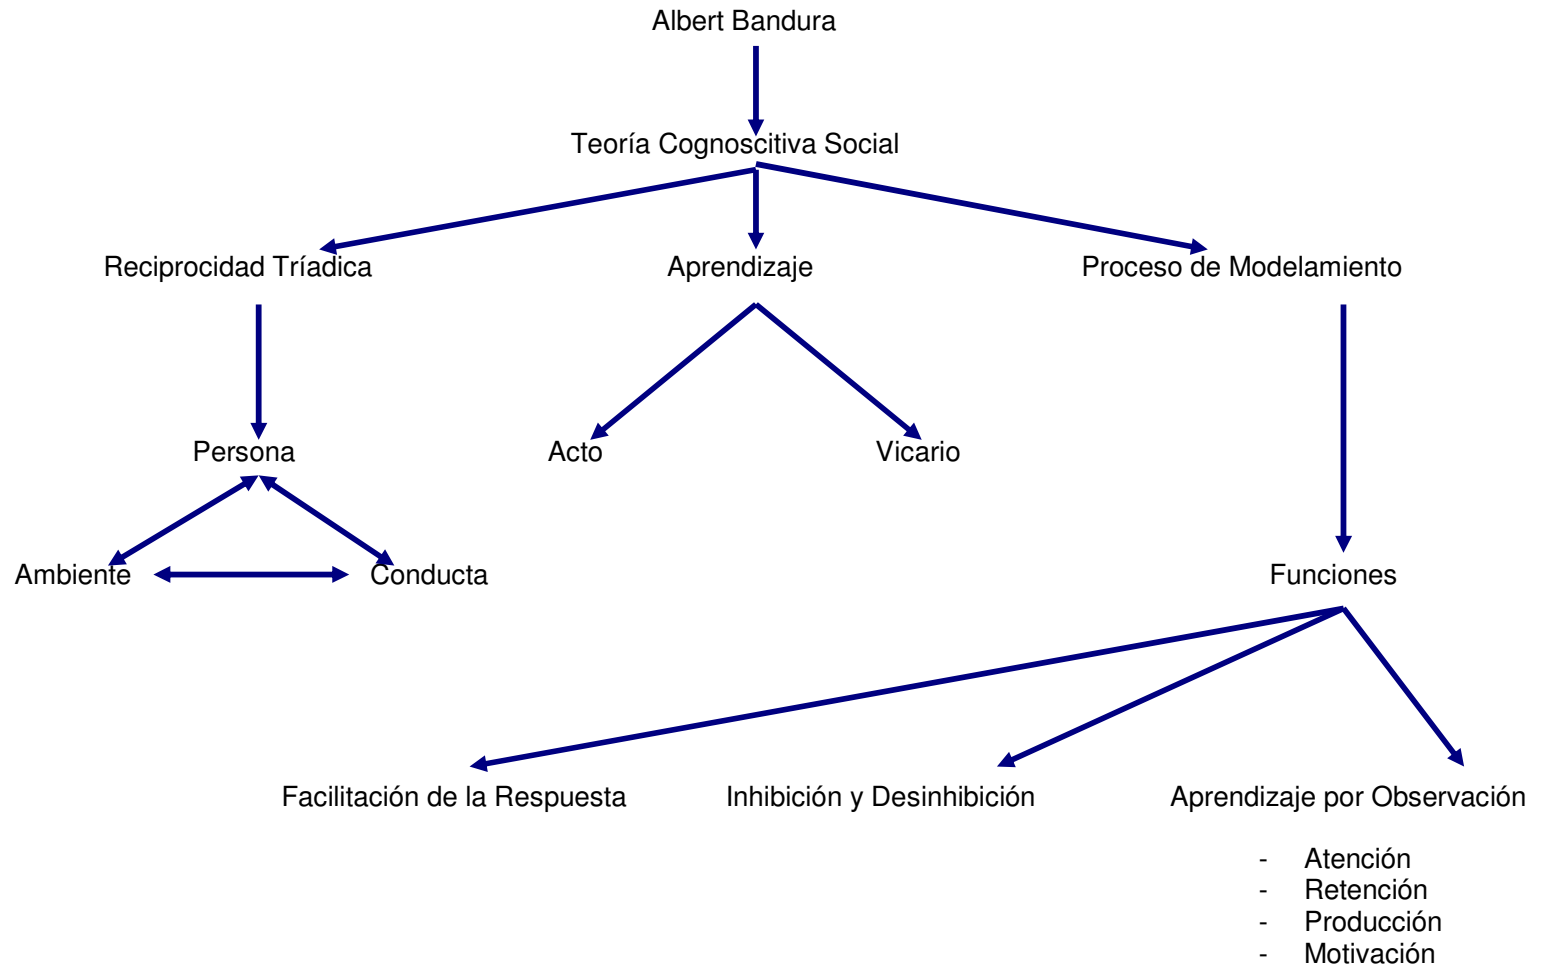 Albert Bandura
Teoría Cognoscitiva Social
Reciprocidad Tríadica
Aprendizaje
Proceso de Modelamiento
Persona
Acto
Vicario
Ambiente
Conducta
Funciones
Facilitación de la Respuesta
Inhibición y Desinhibición
Aprendizaje por Observación
- Atención
- Retención
- Producción
- Motivación